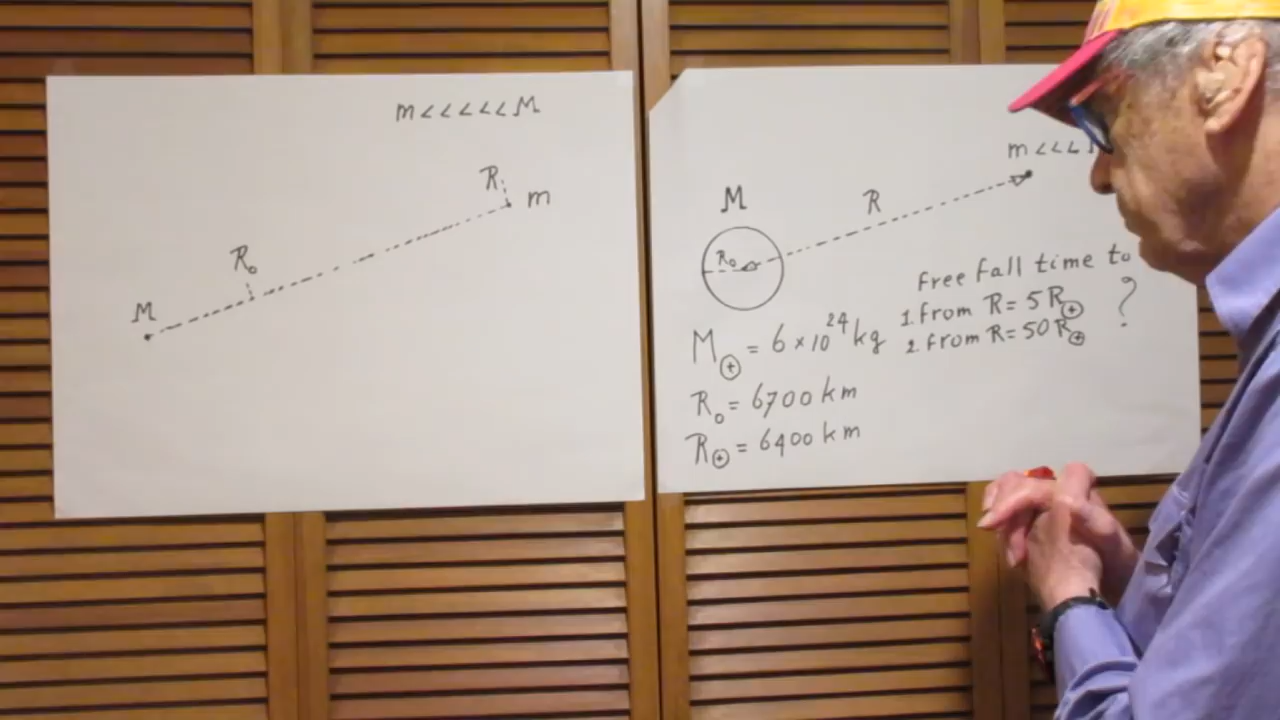 m<<<<<M
R
m
R₀
M
m<<<
M
R
R₀
Free fall time to
1. from R = 5R⊕
2. from R = 50R⊕
?
M⊕ = 6×10²⁴ kg
R₀ = 6700 km
R⊕ = 6400 km